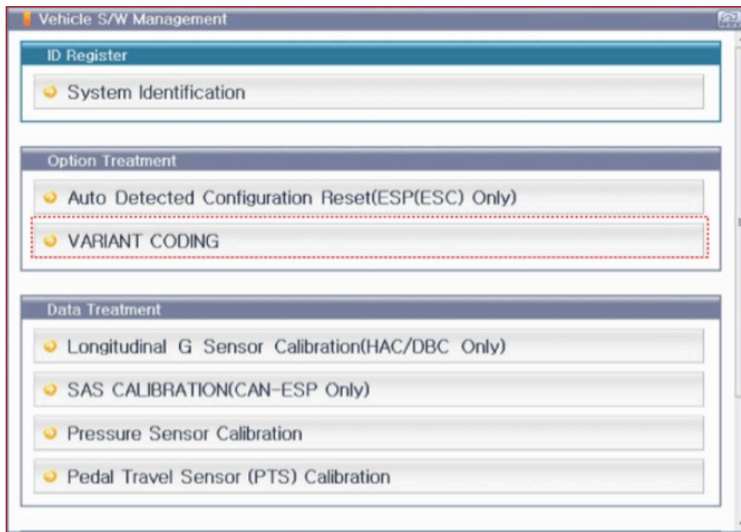 Vehicle S/W Management
Retry
ID Register
System Identification
Option Treatment
Auto Detected Configuration Reset(ESP(ESC) Only)
VARIANT CODING
Data Treatment
Longitudinal G Sensor Calibration(HAC/DBC Only)
SAS CALIBRATION(CAN-ESP Only)
Pressure Sensor Calibration
Pedal Travel Sensor (PTS) Calibration